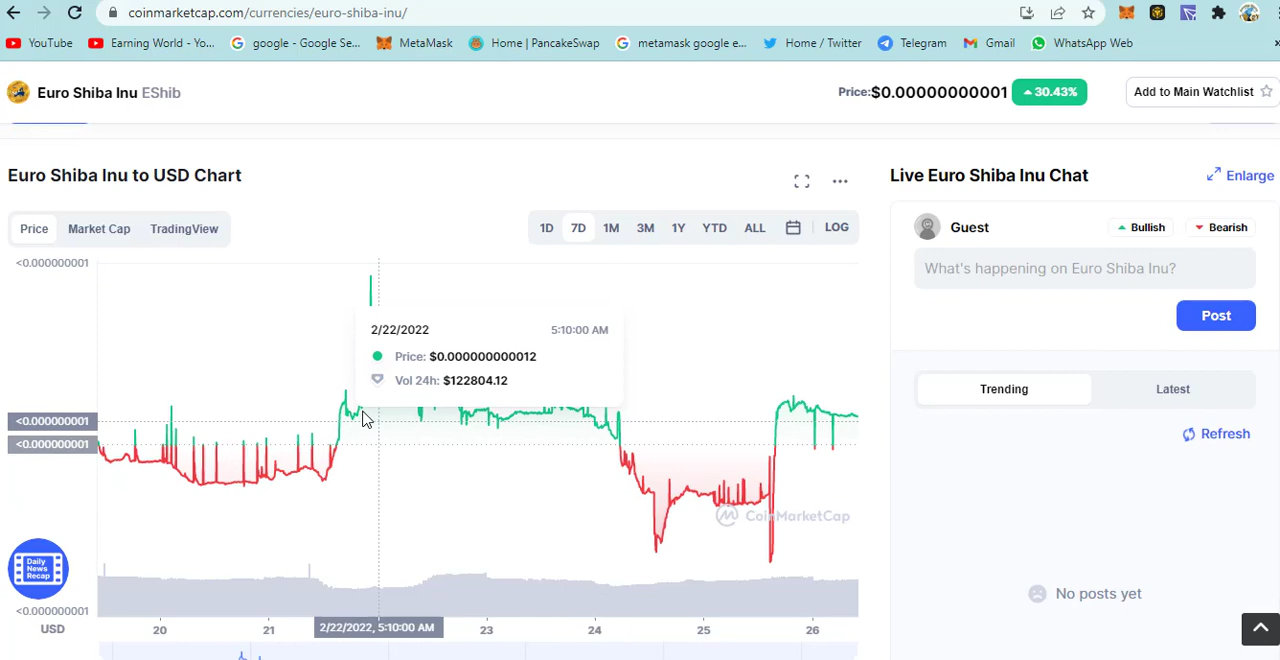 coinmarketcap.com/currencies/euro-shiba-inu/
YouTube
Earning World - Yo...
google - Google Se...
MetaMask
Home | PancakeSwap
metamask google e...
Home / Twitter
Telegram
Gmail
WhatsApp Web
Euro Shiba Inu EShib
Price:$0.00000000001
30.43%
Add to Main Watchlist
Euro Shiba Inu to USD Chart
Price
Market Cap
TradingView
1D
7D
1M
3M
1Y
YTD
ALL
LOG
<0.000000001
2/22/2022
5:10:00 AM
Price: $0.000000000012
Vol 24h: $122804.12
<0.000000001
<0.000000001
CoinMarketCap
<0.000000001
USD
20
21
2/22/2022, 5:10:00 AM
23
24
25
26
Daily
News
Recap
Live Euro Shiba Inu Chat
Enlarge
Guest
Bullish
Bearish
What's happening on Euro Shiba Inu?
Post
Trending
Latest
Refresh
No posts yet